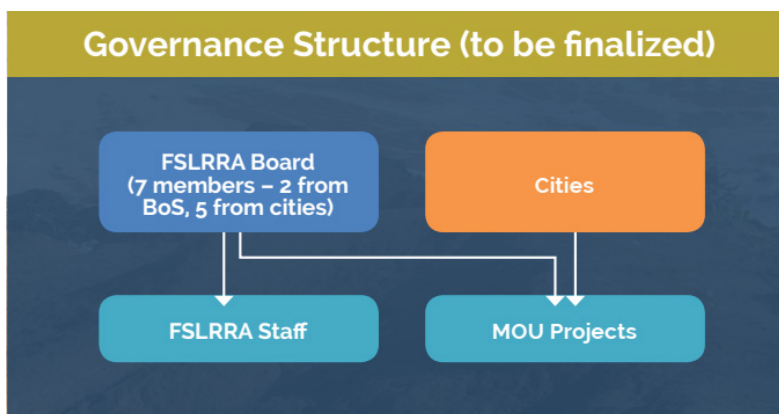 Governance Structure (to be finalized)
FSLRRA Board
(7 members – 2 from
BoS, 5 from cities)
Cities
FSLRRA Staff
MOU Projects